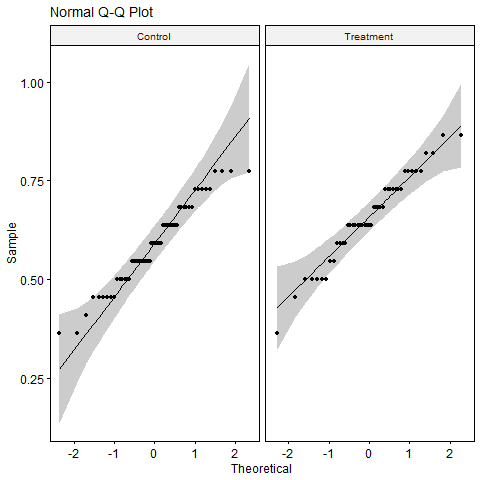 Normal Q-Q Plot
Control
Treatment
1.00
0.75
0.50
0.25
Sample
-2 -1 0 1 2
-2 -1 0 1 2
Theoretical